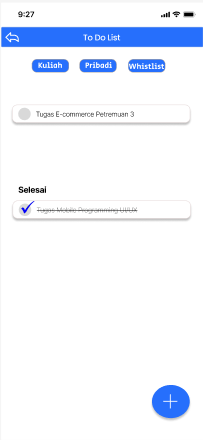 9:27
To Do List
Kuliah Pribadi Whistlist
Tugas E-commerce Petremuan 3
Selesai
Tugas Mobile Programming UI/UX